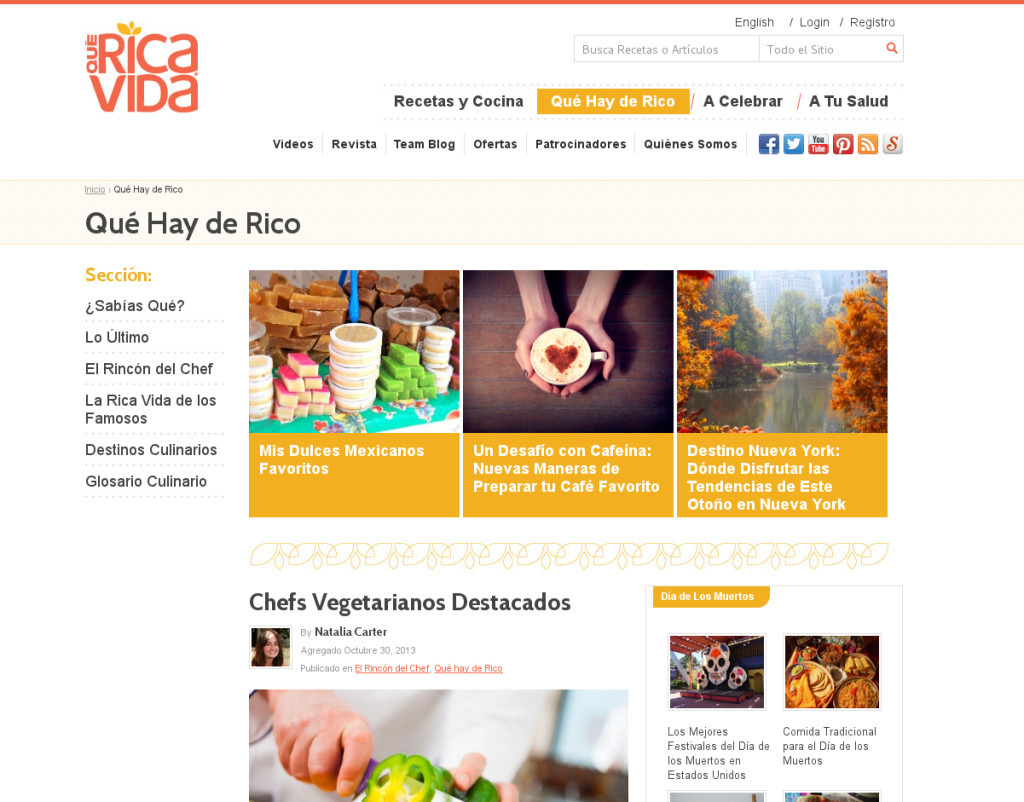 English / Login / Registro
QUÉ RICA VIDA
Busca Recetas o Artículos Todo el Sitio
Recetas y Cocina Qué Hay de Rico / A Celebrar / A Tu Salud
Videos Revista Team Blog Ofertas Patrocinadores Quiénes Somos
You Tube
Inicio › Qué Hay de Rico
Qué Hay de Rico
Sección:
¿Sabías Qué?
Lo Último
El Rincón del Chef
La Rica Vida de los
Famosos
Destinos Culinarios
Glosario Culinario
Mis Dulces Mexicanos
Favoritos
Un Desafío con Cafeína:
Nuevas Maneras de
Preparar tu Café Favorito
Destino Nueva York:
Dónde Disfrutar las
Tendencias de Este
Otoño en Nueva York
Chefs Vegetarianos Destacados
By Natalia Carter
Agregado Octubre 30, 2013
Publicado en El Rincón del Chef, Qué hay de Rico
Día de Los Muertos
Los Mejores
Festivales del Día de
los Muertos en
Estados Unidos
Comida Tradicional
para el Día de los
Muertos